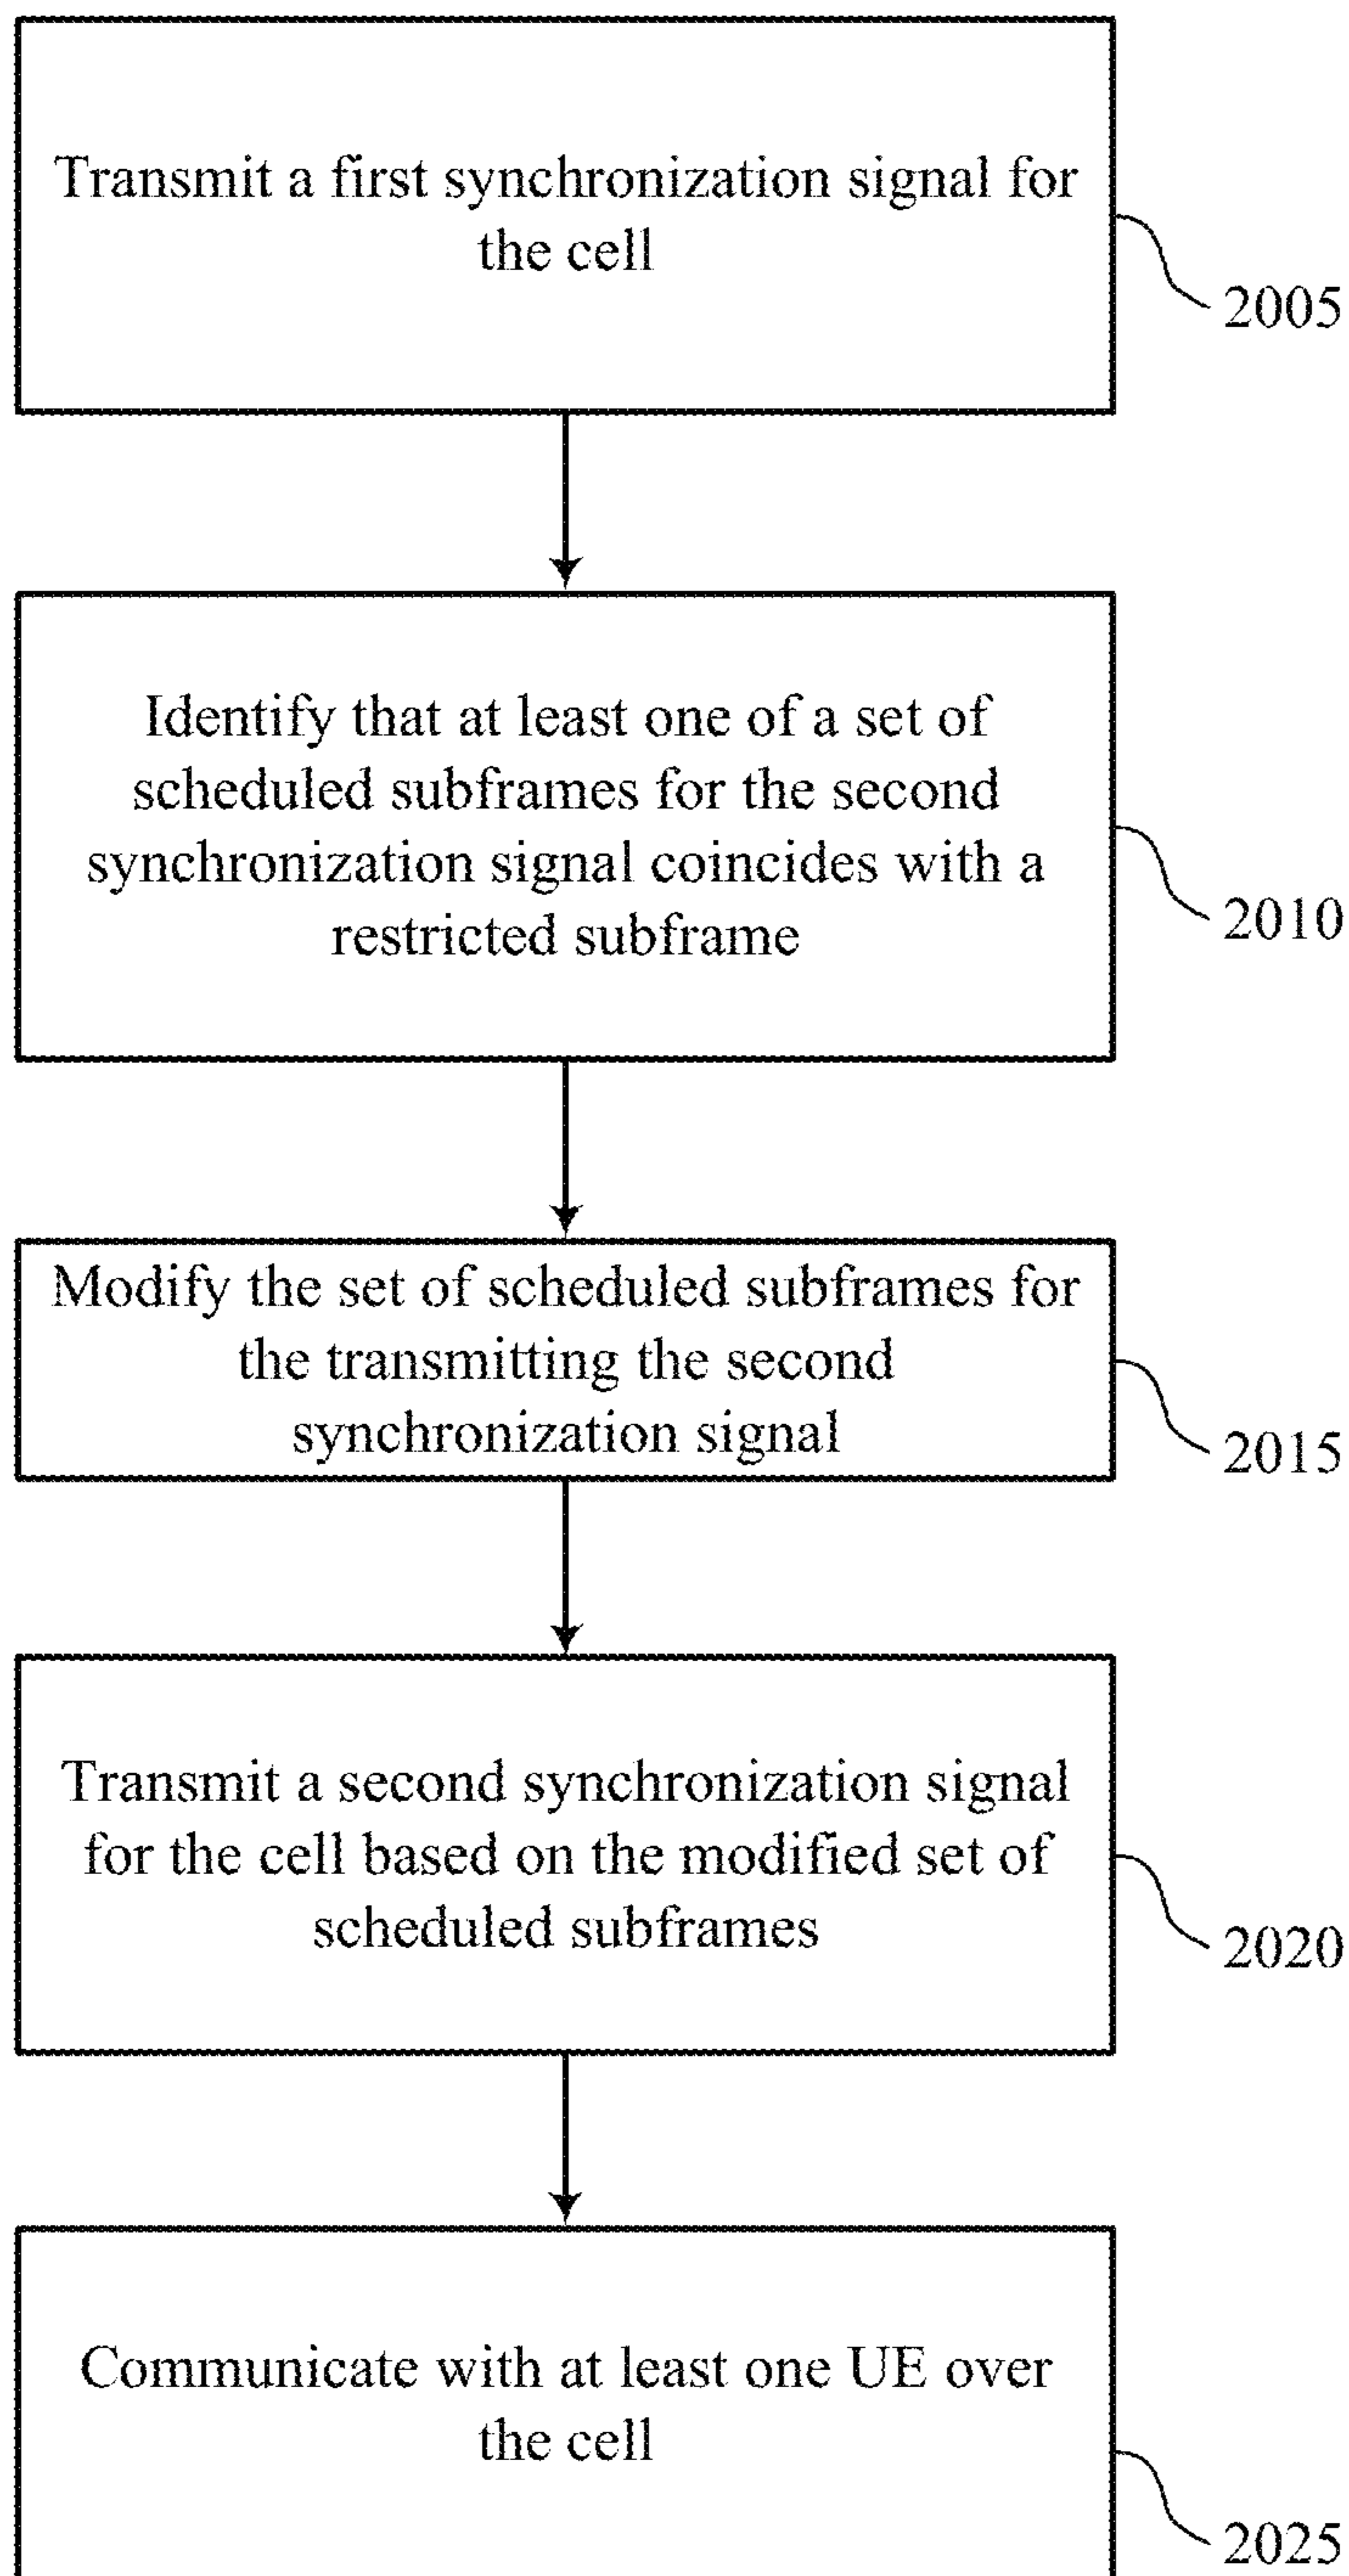 Transmit a first synchronization signal for
the cell
2005
Identify that at least one of a set of
scheduled subframes for the second
synchronization signal coincides with a
restricted subframe
2010
Modify the set of scheduled subframes for
the transmitting the second
synchronization signal
2015
Transmit a second synchronization signal
for the cell based on the modified set of
scheduled subframes
2020
Communicate with at least one UE over
the cell
2025